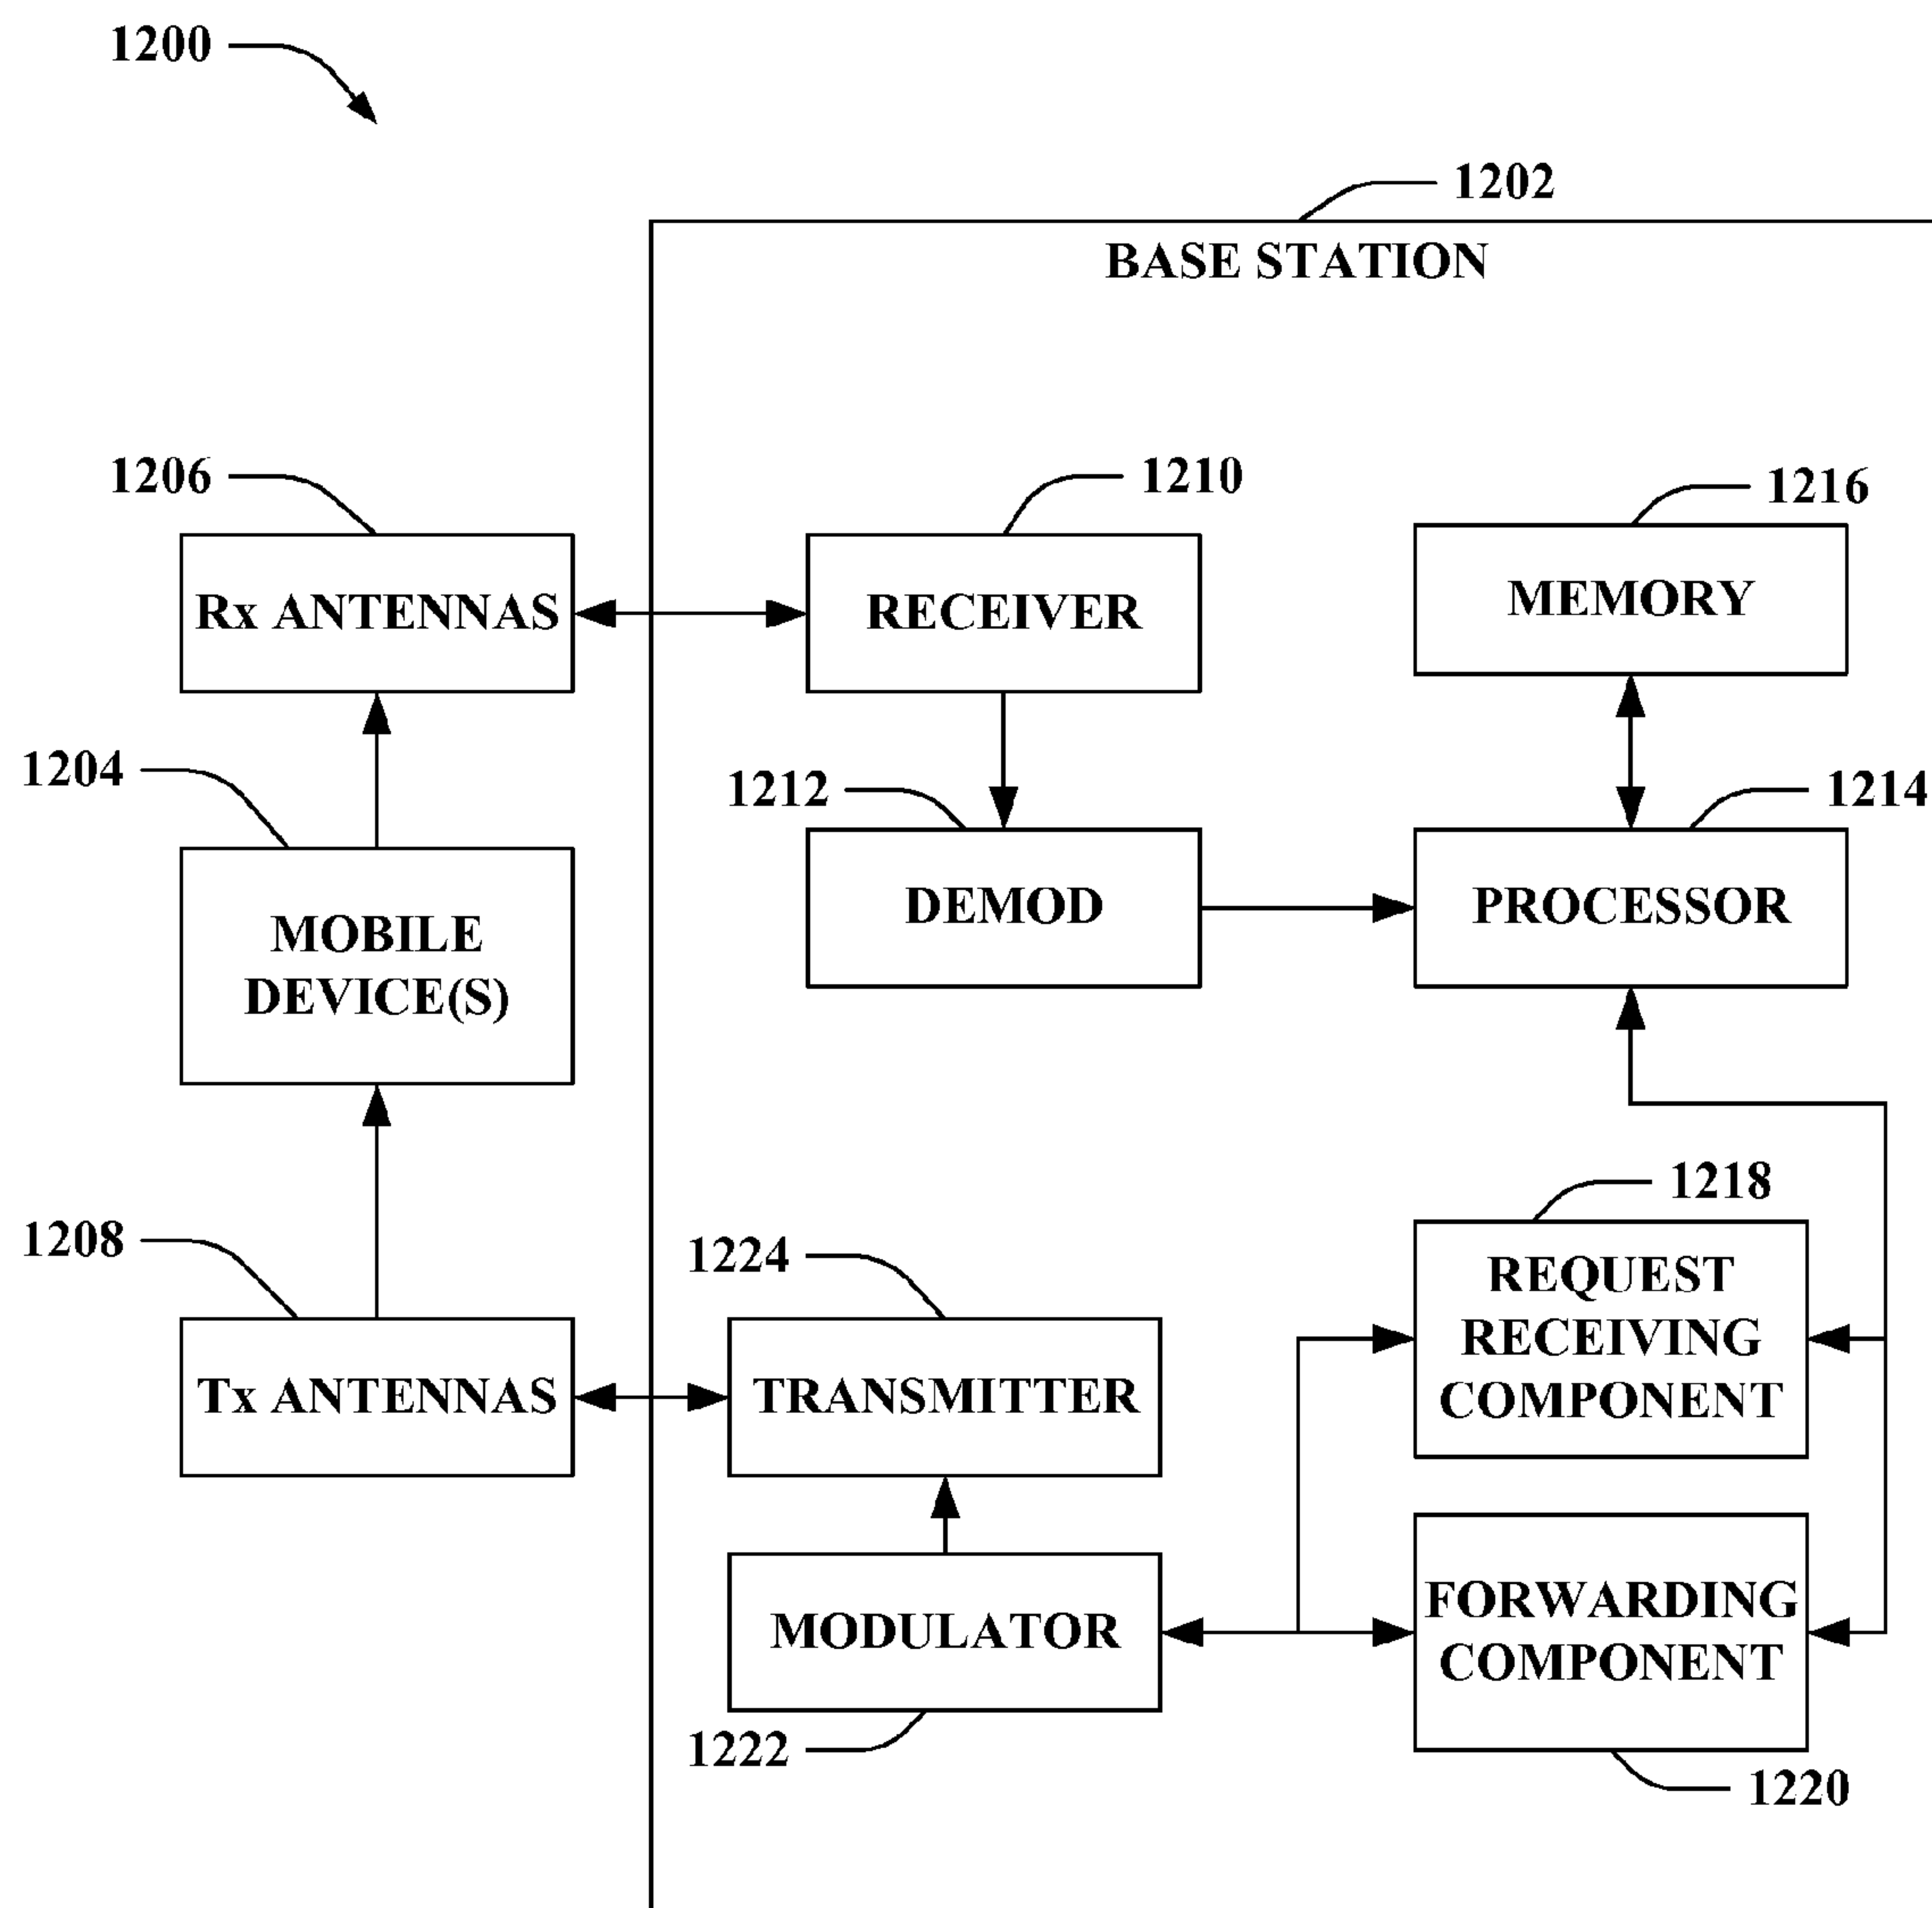 1200
1202
BASE STATION
1206
1210
1216
Rx ANTENNAS
RECEIVER
MEMORY
1204
1212
1214
MOBILE
DEVICE(S)
DEMOD
PROCESSOR
1208
1224
1218
Tx ANTENNAS
TRANSMITTER
REQUEST
RECEIVING
COMPONENT
MODULATOR
FORWARDING
COMPONENT
1222
1220